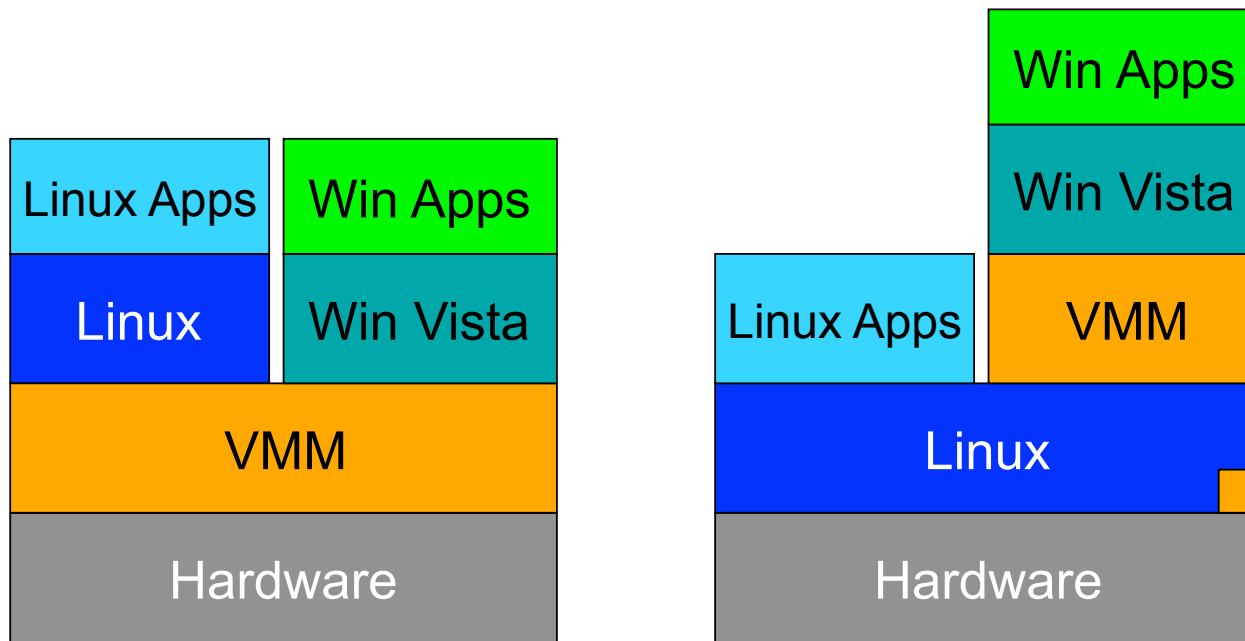 Linux Apps
Win Apps
Linux
Win Vista
VMM
Hardware
Win Apps
Win Vista
Linux Apps
VMM
Linux
Hardware